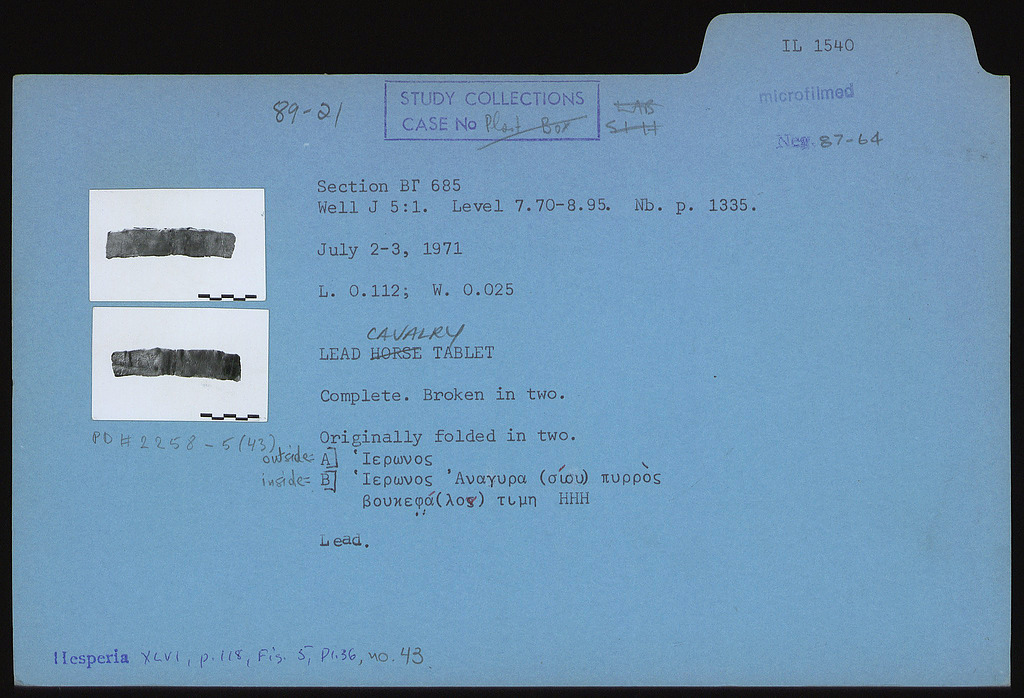 IL 1540
microfilmed
Neg. 87-64
89-21
STUDY COLLECTIONS
CASE No Plast Box
LAB
Section ΒΓ 685
Well J 5:1. Level 7.70-8.95. Nb. p. 1335.
July 2-3, 1971
L. 0.112; W. 0.025
CAVALRY
LEAD HORSE TABLET
Complete. Broken in two.
PD # 2258-5(43)
Originally folded in two.
outside= A] Ἱερωνος
inside= B] Ἱερωνος Ἀναγυρα (σίου) πυρρὸς
βουκεφά(λος) τιμη ΗΗΗ
Lead.
Hesperia XLVI, p. 118, Fig. 5, Pl. 36, no. 43